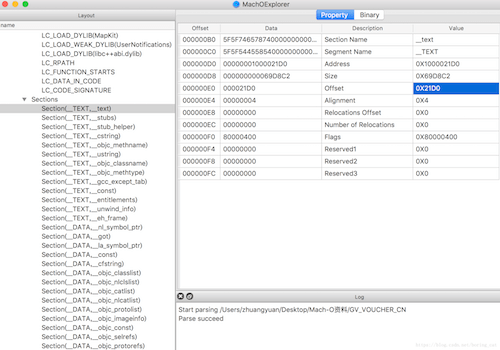 MachOExplorer
Layout
Property Binary
name
LC_LOAD_DYLIB(MapKit)
LC_LOAD_WEAK_DYLIB(UserNotifications)
LC_LOAD_DYLIB(libc++abi.dylib)
LC_RPATH
LC_FUNCTION_STARTS
LC_DATA_IN_CODE
LC_CODE_SIGNATURE
Sections
Section(__TEXT,__text)
Section(__TEXT,__stubs)
Section(__TEXT,__stub_helper)
Section(__TEXT,__cstring)
Section(__TEXT,__objc_methname)
Section(__TEXT,__ustring)
Section(__TEXT,__objc_classname)
Section(__TEXT,__objc_methtype)
Section(__TEXT,__gcc_except_tab)
Section(__TEXT,__const)
Section(__TEXT,__entitlements)
Section(__TEXT,__unwind_info)
Section(__TEXT,__eh_frame)
Section(__DATA,__nl_symbol_ptr)
Section(__DATA,__got)
Section(__DATA,__la_symbol_ptr)
Section(__DATA,__const)
Section(__DATA,__cfstring)
Section(__DATA,__objc_classlist)
Section(__DATA,__objc_nlclslist)
Section(__DATA,__objc_catlist)
Section(__DATA,__objc_nlcatlist)
Section(__DATA,__objc_protolist)
Section(__DATA,__objc_imageinfo)
Section(__DATA,__objc_const)
Section(__DATA,__objc_selrefs)
Section(__DATA,__objc_protorefs)
Offset Data Description Value
000000B0 5F5F7465787400000000000... Section Name __text
000000C0 5F5F5445585400000000000... Segment Name __TEXT
000000D0 00000001000021D0 Address 0X1000021D0
000000D8 000000000069D8C2 Size 0X69D8C2
000000E0 000021D0 Offset 0X21D0
000000E4 00000004 Alignment 0X4
000000E8 00000000 Relocations Offset 0X0
000000EC 00000000 Number of Relocations 0X0
000000F0 80000400 Flags 0X80000400
000000F4 00000000 Reserved1 0X0
000000F8 00000000 Reserved2 0X0
000000FC 00000000 Reserved3 0X0
Log
Start parsing /Users/zhuangyuan/Desktop/Mach-O资料/GV_VOUCHER_CN
Parse succeed